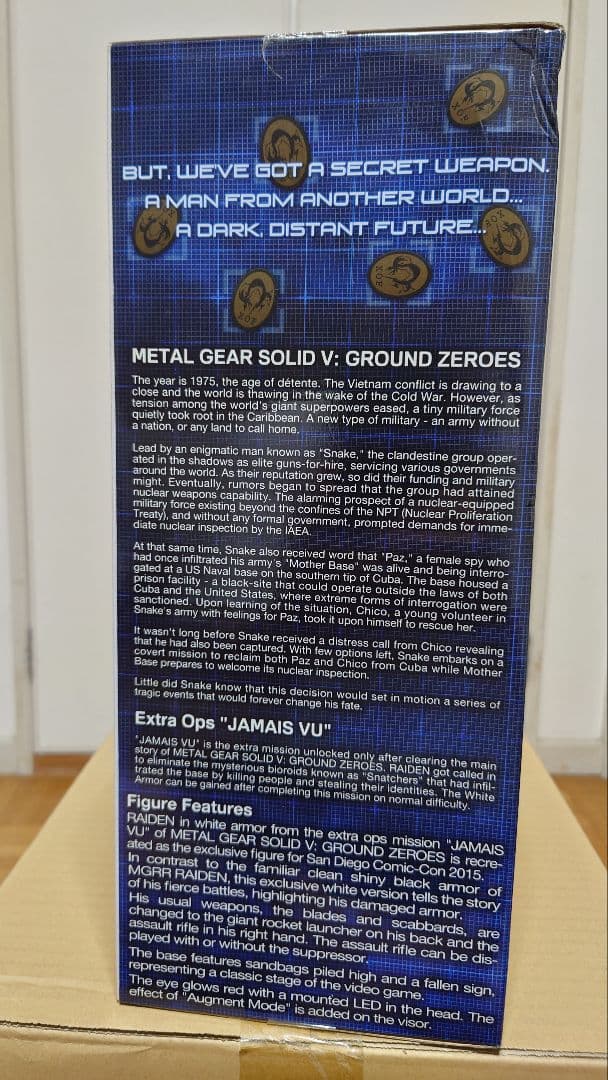 BUT, WE'VE GOT A SECRET WEAPON.
A MAN FROM ANOTHER WORLD...
A DARK, DISTANT FUTURE...
FOX
FOX
FOX
FOX
FOX
METAL GEAR SOLID V: GROUND ZEROES
The year is 1975, the age of détente. The Vietnam conflict is drawing to a
close and the world is thawing in the wake of the Cold War. However, as
tension among the world's giant superpowers eased, a tiny military force
quietly took root in the Caribbean. A new type of military - an army without
a nation, or any land to call home.
Lead by an enigmatic man known as "Snake," the clandestine group oper-
ated in the shadows as elite guns-for-hire, servicing various governments
around the world. As their reputation grew, so did their funding and military
might. Eventually, rumors began to spread that the group had attained
nuclear weapons capability. The alarming prospect of a nuclear-equipped
military force existing beyond the confines of the NPT (Nuclear Proliferation
Treaty), and without any formal government, prompted demands for imme-
diate nuclear inspection by the IAEA.
At that same time, Snake also received word that "Paz," a female spy who
had once infiltrated his army's "Mother Base" was alive and being interro-
gated at a US Naval base on the southern tip of Cuba. The base housed a
prison facility - a black-site that could operate outside the laws of both
Cuba and the United States, where extreme forms of interrogation were
sanctioned. Upon learning of the situation, Chico, a young volunteer in
Snake's army with feelings for Paz, took it upon himself to rescue her.
It wasn't long before Snake received a distress call from Chico revealing
that he had also been captured. With few options left, Snake embarks on a
covert mission to reclaim both Paz and Chico from Cuba while Mother
Base prepares to welcome its nuclear inspection.
Little did Snake know that this decision would set in motion a series of
tragic events that would forever change his fate.
Extra Ops "JAMAIS VU"
"JAMAIS VU" is the extra mission unlocked only after clearing the main
story of METAL GEAR SOLID V: GROUND ZEROES. RAIDEN got called in
to eliminate the mysterious bioroids known as "Snatchers" that had infil-
trated the base by killing people and stealing their identities. The White
Armor can be gained after completing this mission on normal difficulty.
Figure Features
RAIDEN in white armor from the extra ops mission "JAMAIS
VU" of METAL GEAR SOLID V: GROUND ZEROES is recre-
ated as the exclusive figure for San Diego Comic-Con 2015.
In contrast to the familiar clean shiny black armor of
MGRR RAIDEN, this exclusive white version tells the story
of his fierce battles, highlighting his damaged armor.
His usual weapons, the blades and scabbards, are
changed to the giant rocket launcher on his back and the
assault rifle in his right hand. The assault rifle can be dis-
played with or without the suppressor.
The base features sandbags piled high and a fallen sign,
representing a classic stage of the video game.
The eye glows red with a mounted LED in the head. The
effect of "Augment Mode" is added on the visor.